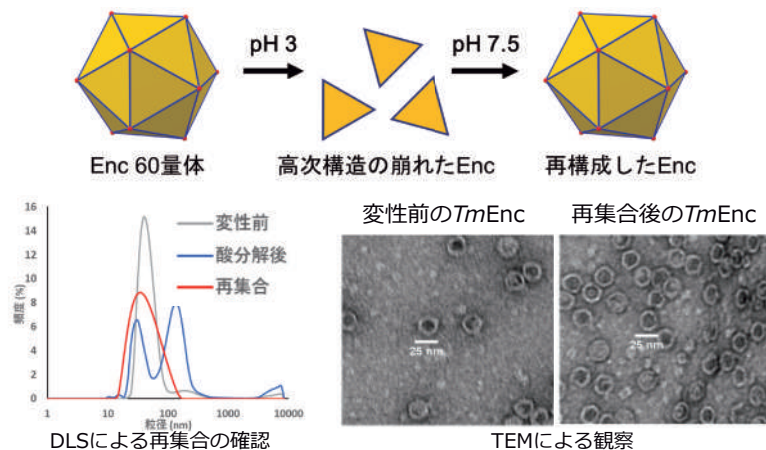 pH 3
pH 7.5
Enc 60量体
高次構造の崩れたEnc
再構成したEnc
16
14
12
10
8
6
4
2
0
頻度(%)
変性前
酸分解後
再集合
1
10
100
1000
10000
粒径(nm)
DLSによる再集合の確認
変性前のTmEnc
再集合後のTmEnc
25 nm
25 nm
TEMによる観察